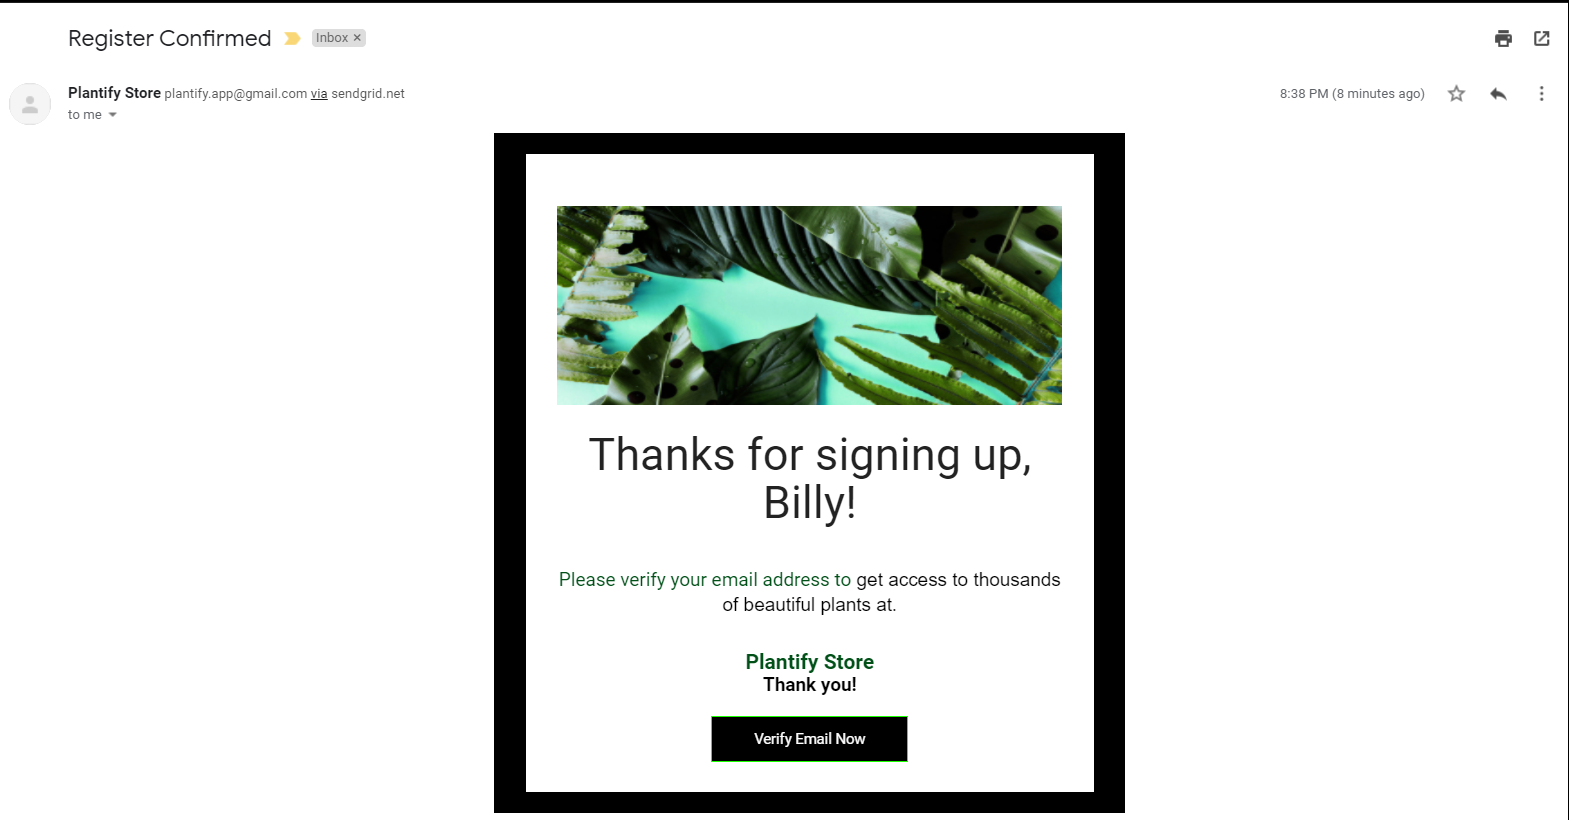 Register Confirmed Inbox ×
Plantify Store plantify.app@gmail.com via sendgrid.net 8:38 PM (8 minutes ago)
to me
Thanks for signing up,
Billy!
Please verify your email address to get access to thousands
of beautiful plants at.
Plantify Store
Thank you!
Verify Email Now